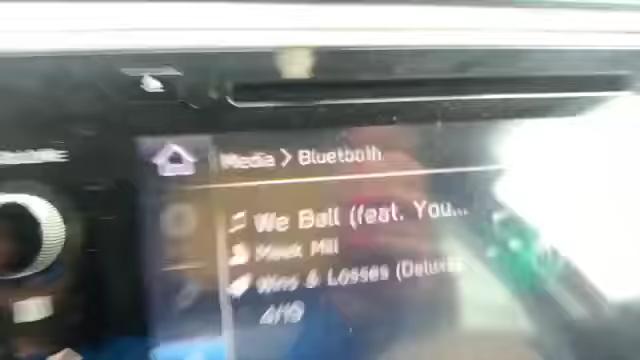 Media > Bluetooth
We Ball (feat. You...
Meek Mill
Wins & Losses (Deluxe
4/19